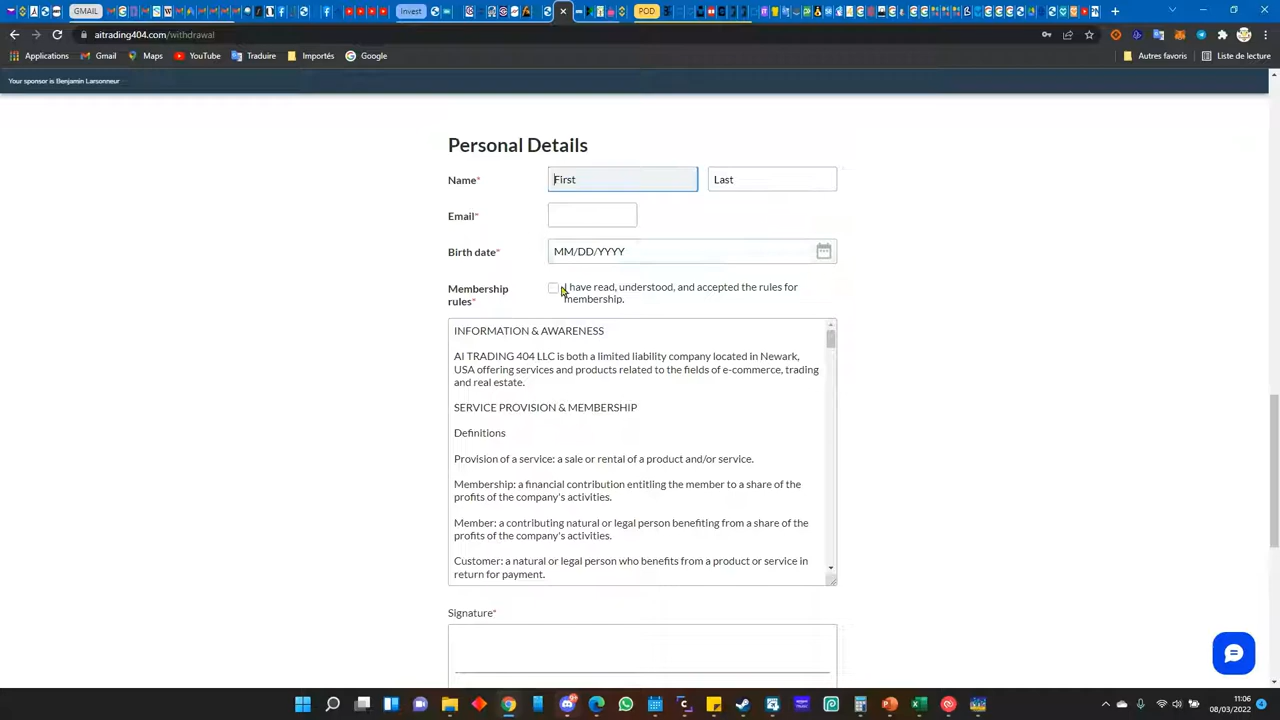 GMAIL
Invest
POD
aitrading404.com/withdrawal
Applications
Gmail
Maps
YouTube
Traduire
Importés
Google
Autres favoris
Liste de lecture
Your sponsor is Benjamin Larsonneur
Personal Details
Name*
First
Last
Email*
Birth date*
MM/DD/YYYY
Membership
rules*
I have read, understood, and accepted the rules for
membership.
INFORMATION & AWARENESS
AI TRADING 404 LLC is both a limited liability company located in Newark,
USA offering services and products related to the fields of e-commerce, trading
and real estate.
SERVICE PROVISION & MEMBERSHIP
Definitions
Provision of a service: a sale or rental of a product and/or service.
Membership: a financial contribution entitling the member to a share of the
profits of the company's activities.
Member: a contributing natural or legal person benefiting from a share of the
profits of the company's activities.
Customer: a natural or legal person who benefits from a product or service in
return for payment.
Signature*
11:06
08/03/2022